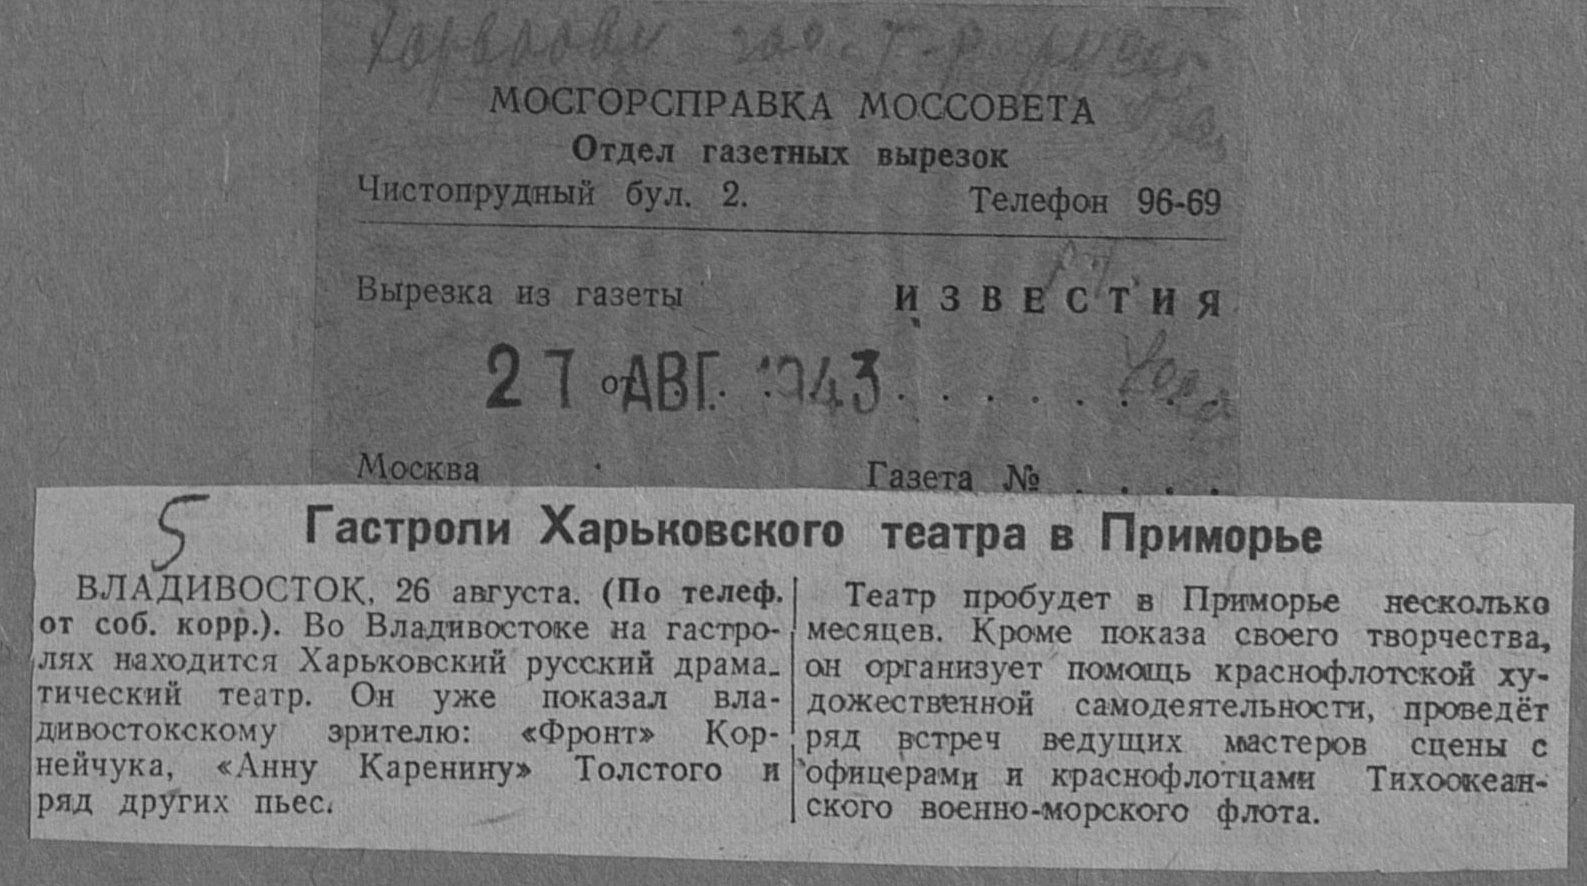 МОСГОРСПРАВКА МОССОВЕТА
Отдел газетных вырезок
Чистопрудный бул. 2. Телефон 96-69
Вырезка из газеты ИЗВЕСТИЯ
27 от АВГ. 1943
Москва Газета № . . . .
5
Гастроли Харьковского театра в Приморье
ВЛАДИВОСТОК, 26 августа. (По телеф.
от соб. корр.). Во Владивостоке на гастро-
лях находится Харьковский русский драма-
тический театр. Он уже показал вла-
дивостокскому зрителю: «Фронт» Кор-
нейчука, «Анну Каренину» Толстого и
ряд других пьес.
Театр пробудет в Приморье несколько
месяцев. Кроме показа своего творчества,
он организует помощь краснофлотской ху-
дожественной самодеятельности, проведёт
ряд встреч ведущих мастеров сцены с
офицерами и краснофлотцами Тихоокеан-
ского военно-морского флота.